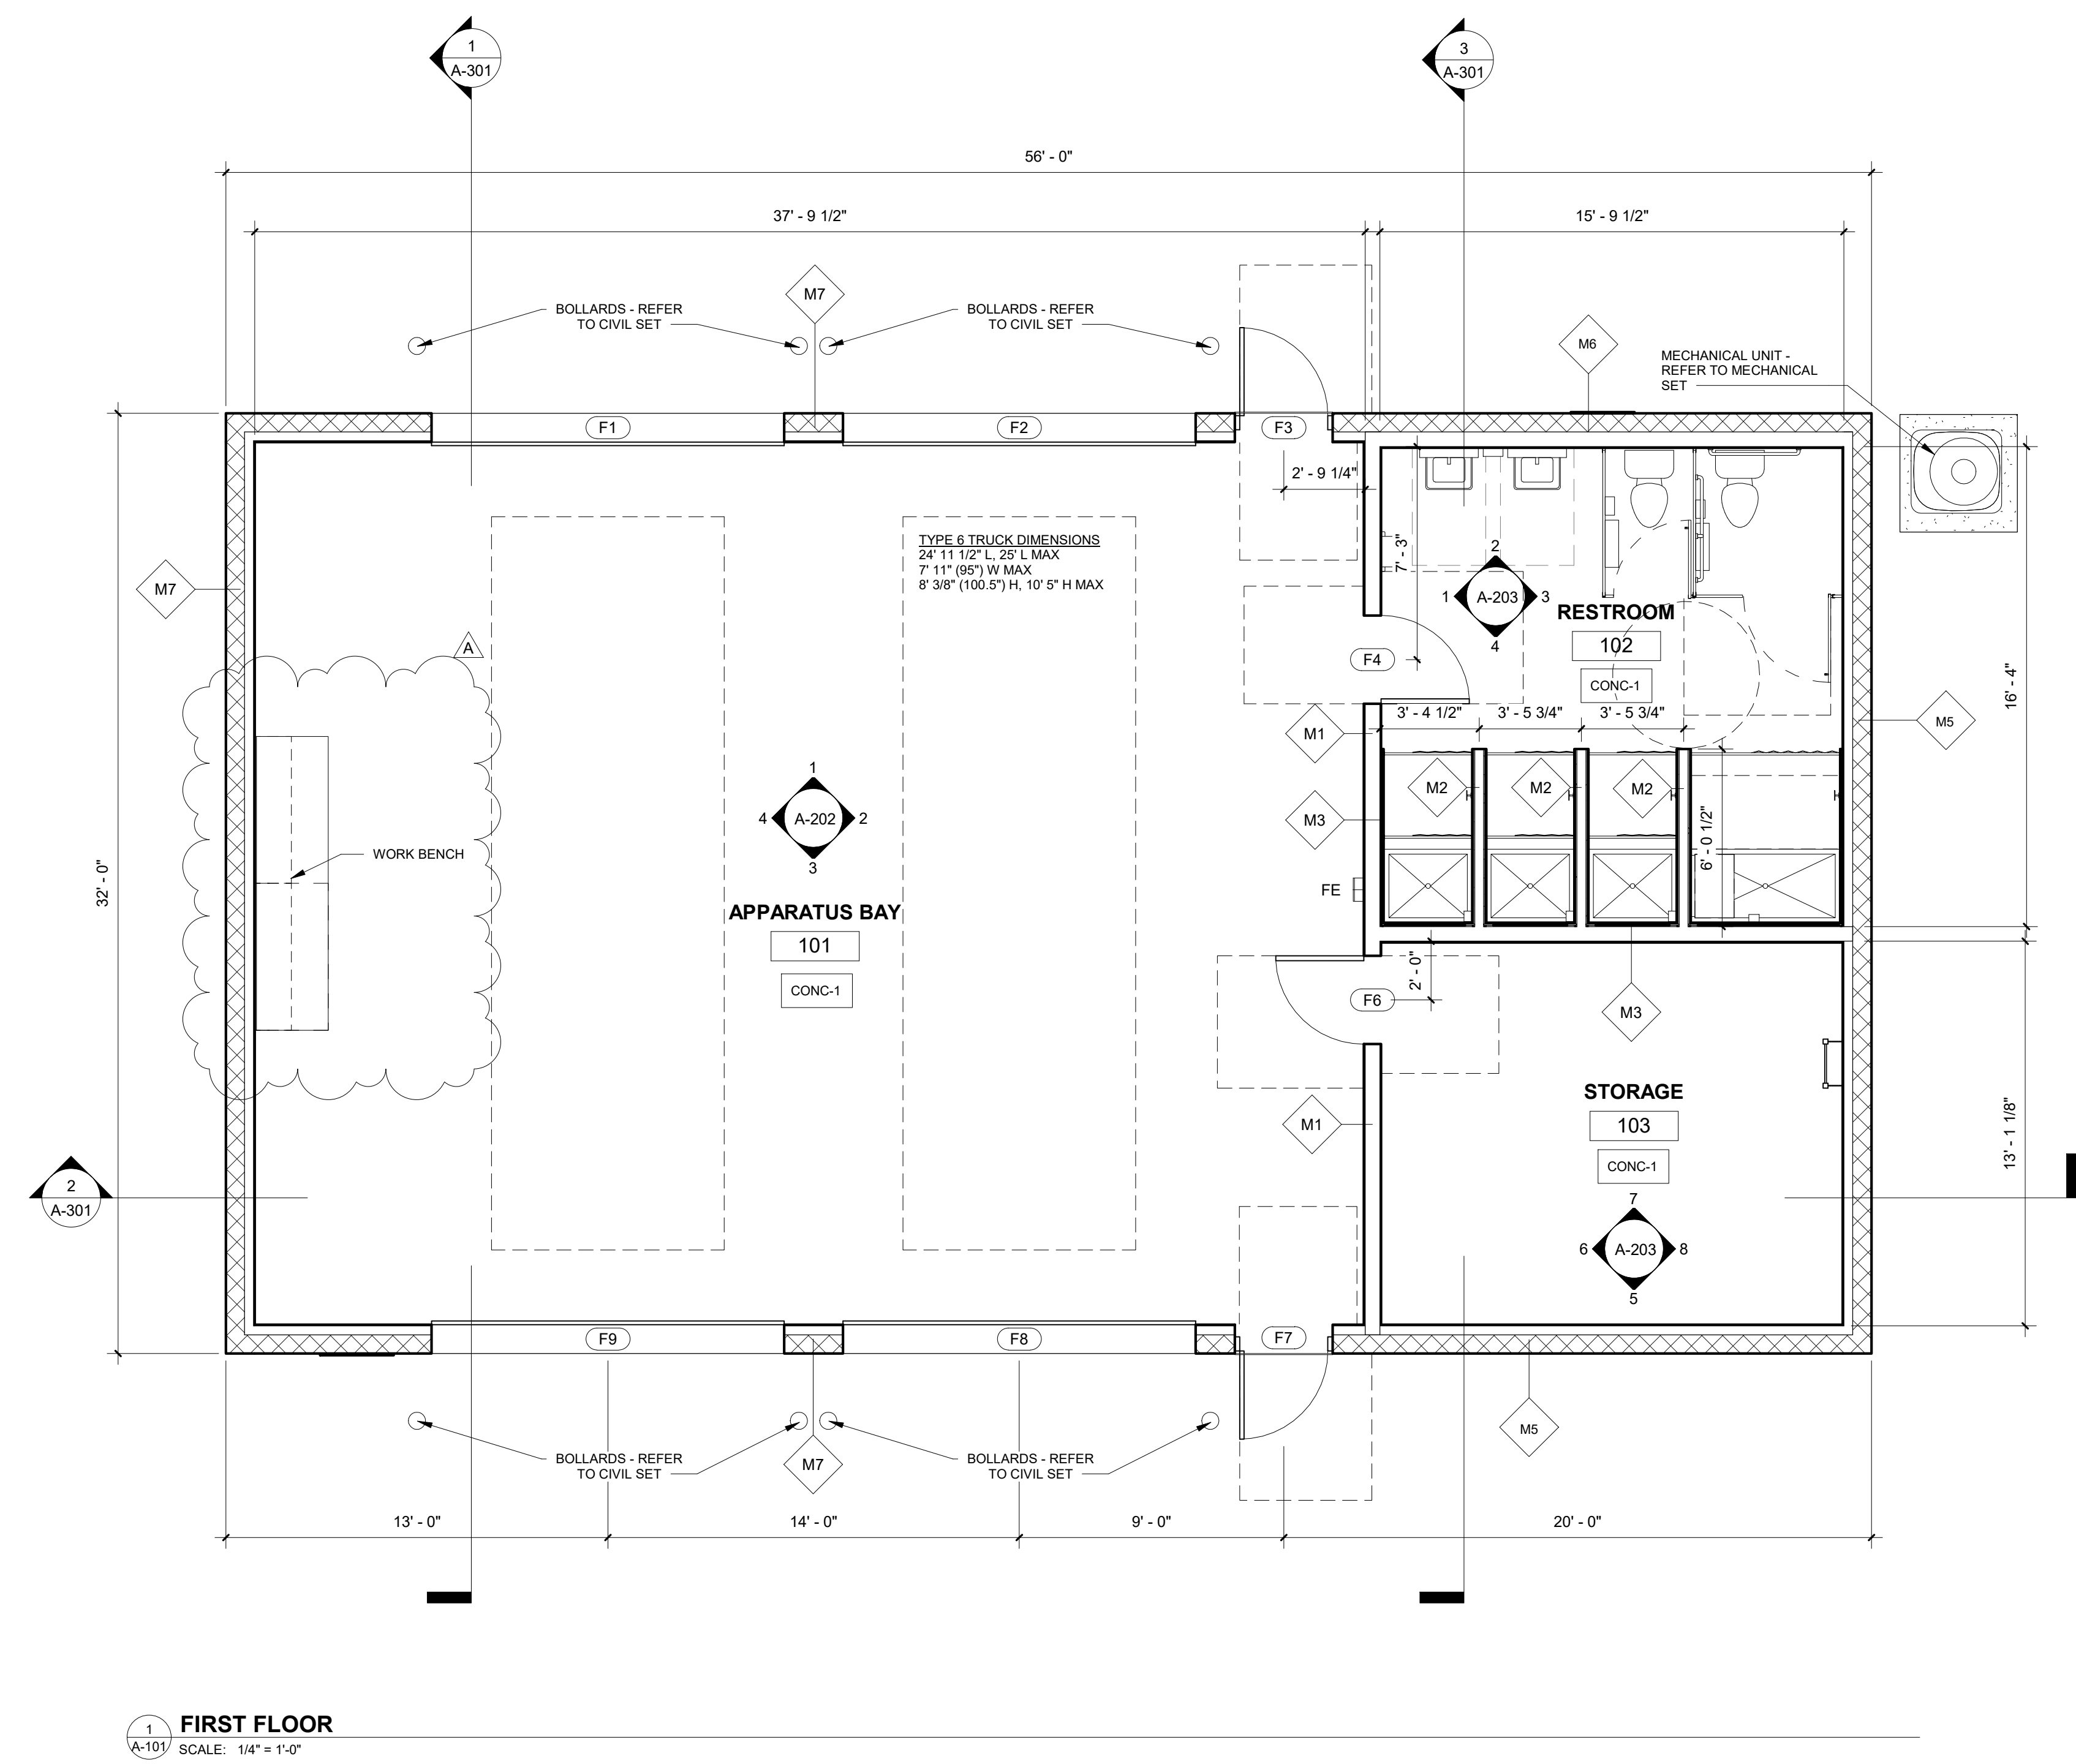 1
A-301
3
A-301
56' - 0"
37' - 9 1/2"
15' - 9 1/2"
M7
BOLLARDS - REFER
TO CIVIL SET
BOLLARDS - REFER
TO CIVIL SET
M6
MECHANICAL UNIT -
REFER TO MECHANICAL
SET
F1
F2
F3
2' - 9 1/4"
TYPE 6 TRUCK DIMENSIONS
24' 11 1/2" L, 25' L MAX
7' 11" (95") W MAX
8' 3/8" (100.5") H, 10' 5" H MAX
7' - 3"
2
1
A-203
3
4
RESTROOM
102
CONC-1
M7
A
F4
16' - 4"
M5
3' - 4 1/2"
3' - 5 3/4"
3' - 5 3/4"
M1
M2
M2
M2
M3
6' - 0 1/2"
1
4
A-202
2
3
WORK BENCH
32' - 0"
FE
APPARATUS BAY
101
CONC-1
2' - 0"
F6
M3
STORAGE
103
CONC-1
M1
13' - 1 1/8"
2
A-301
7
6
A-203
8
5
F9
F8
F7
BOLLARDS - REFER
TO CIVIL SET
M7
BOLLARDS - REFER
TO CIVIL SET
M5
13' - 0"
14' - 0"
9' - 0"
20' - 0"
1
A-101
FIRST FLOOR
SCALE: 1/4" = 1'-0"